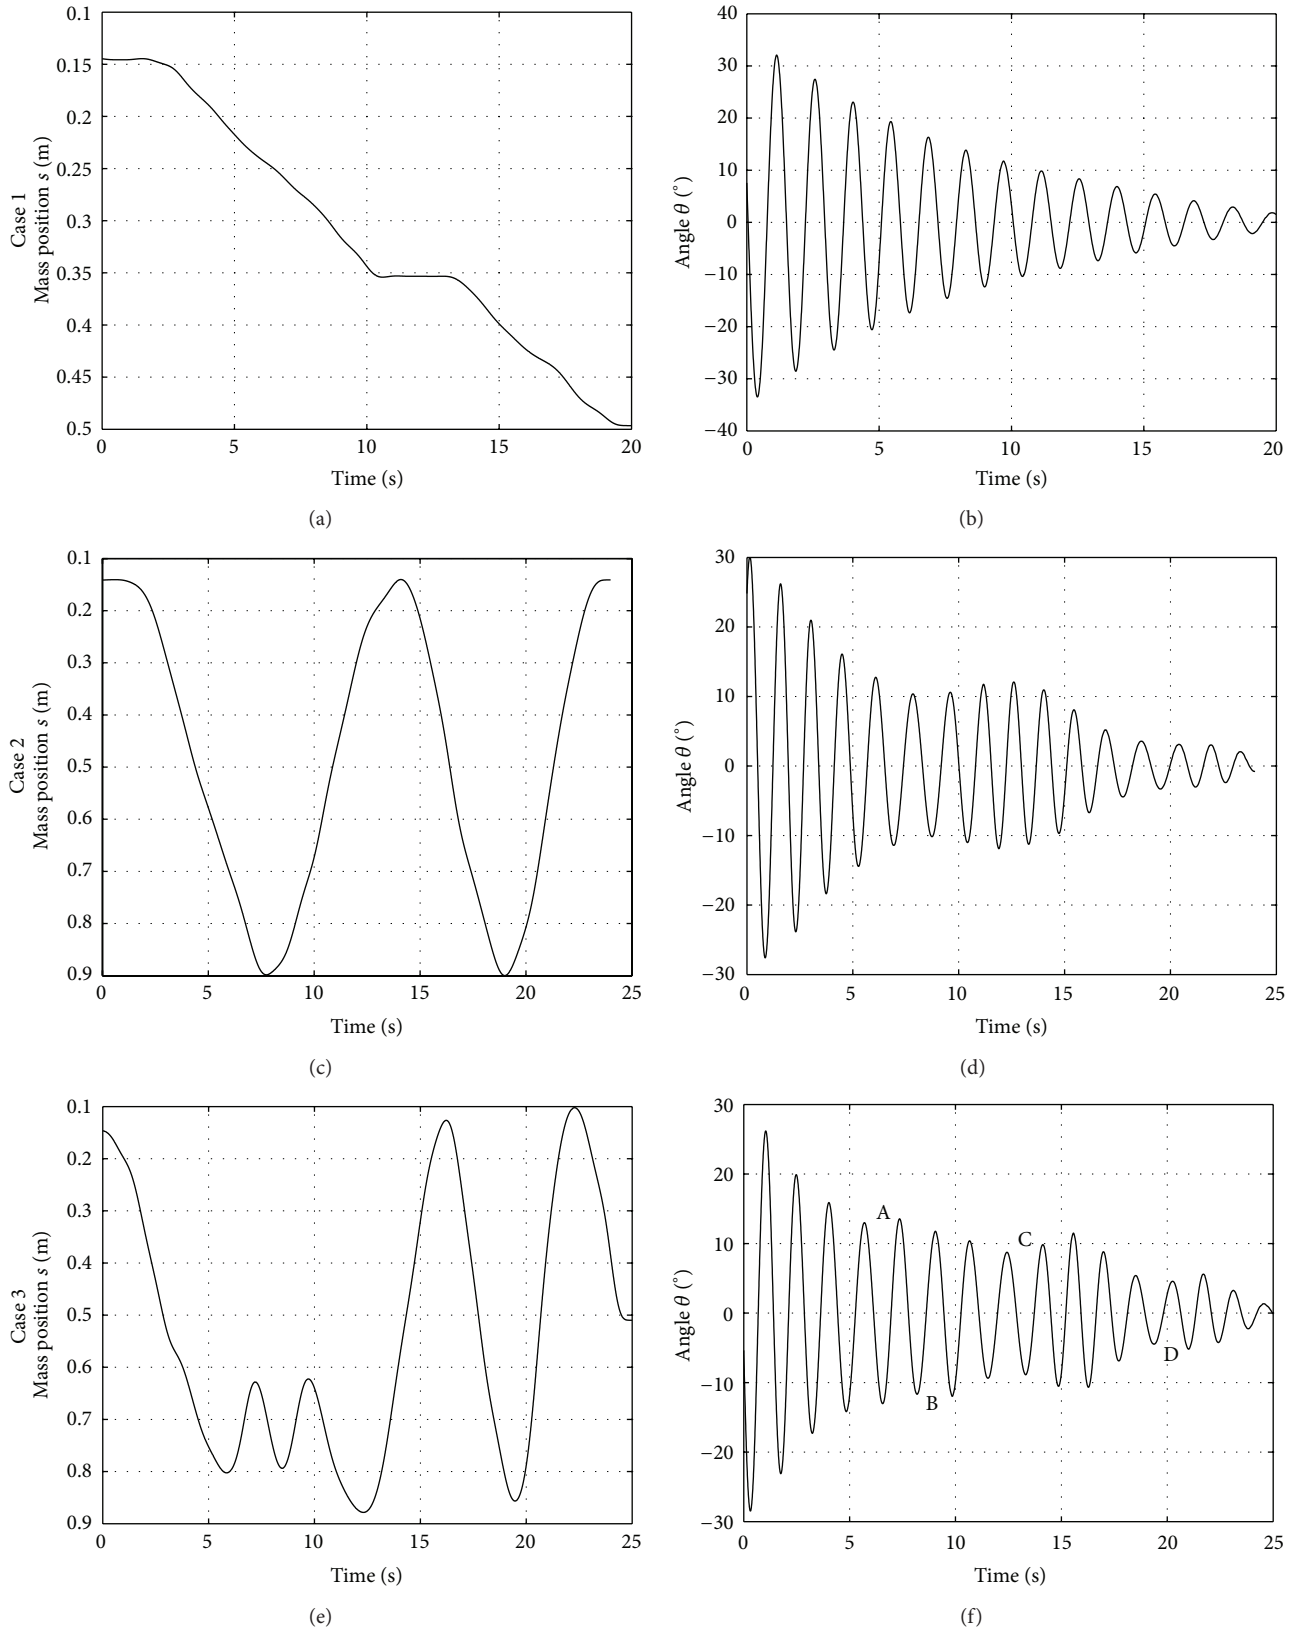 Case 1
Mass position s (m)
0.1
0.15
0.2
0.25
0.3
0.35
0.4
0.45
0.5
0 5 10 15 20
Time (s)
(a)
Angle θ (°)
40
30
20
10
0
−10
−20
−30
−40
0 5 10 15 20
Time (s)
(b)
Case 2
Mass position s (m)
0.1
0.2
0.3
0.4
0.5
0.6
0.7
0.8
0.9
0 5 10 15 20 25
Time (s)
(c)
Angle θ (°)
30
20
10
0
−10
−20
−30
0 5 10 15 20 25
Time (s)
(d)
Case 3
Mass position s (m)
0.1
0.2
0.3
0.4
0.5
0.6
0.7
0.8
0.9
0 5 10 15 20 25
Time (s)
(e)
Angle θ (°)
30
20
10
0
−10
−20
−30
A
B
C
D
0 5 10 15 20 25
Time (s)
(f)